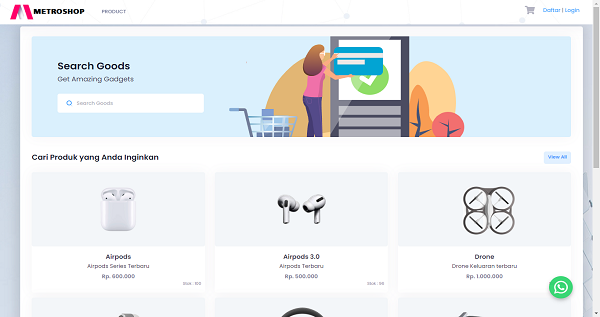 METROSHOP
PRODUCT
Daftar | Login
Search Goods
Get Amazing Gadgets
Search Goods
Cari Produk yang Anda Inginkan
View All
Airpods
Airpods Series Terbaru
Rp. 600.000
Stok : 100
Airpods 3.0
Airpods Terbaru
Rp. 500.000
Drone
Drone Keluaran terbaru
Rp. 1.000.000